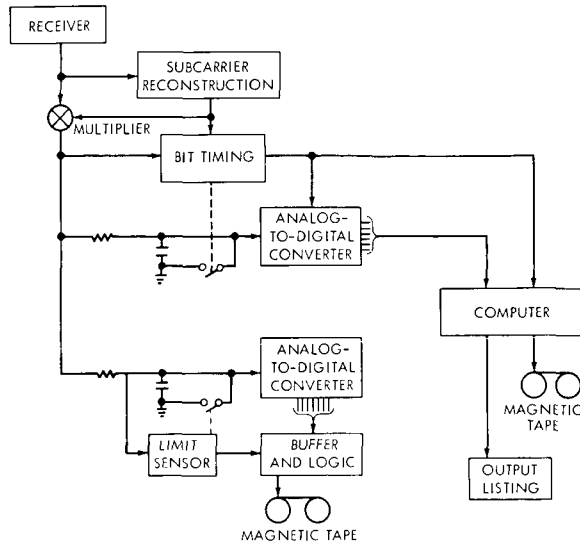 RECEIVER
SUBCARRIER
RECONSTRUCTION
MULTIPLIER
BIT TIMING
ANALOG-
TO-DIGITAL
CONVERTER
COMPUTER
ANALOG-
TO-DIGITAL
CONVERTER
MAGNETIC
TAPE
LIMIT
SENSOR
BUFFER
AND LOGIC
OUTPUT
LISTING
MAGNETIC TAPE